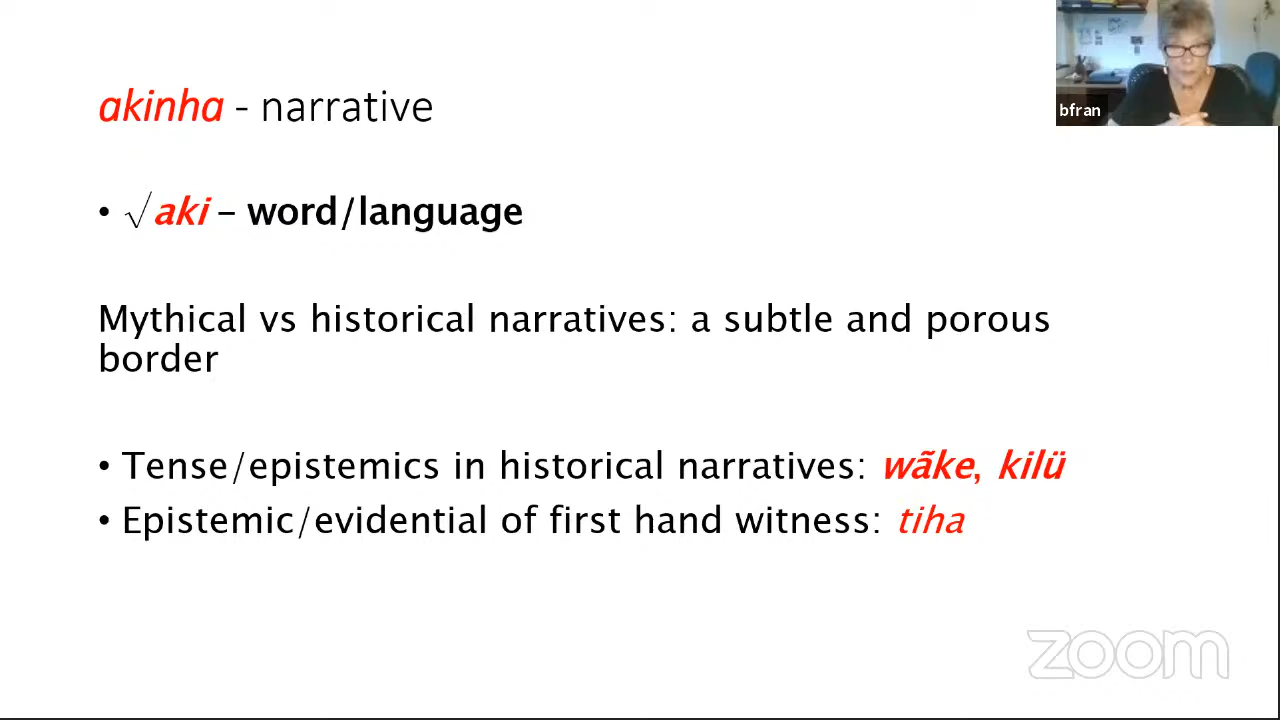 akinha - narrative
bfran
• √aki – word/language
Mythical vs historical narratives: a subtle and porous
border
• Tense/epistemics in historical narratives: wãke, kilü
• Epistemic/evidential of first hand witness: tiha
zoom